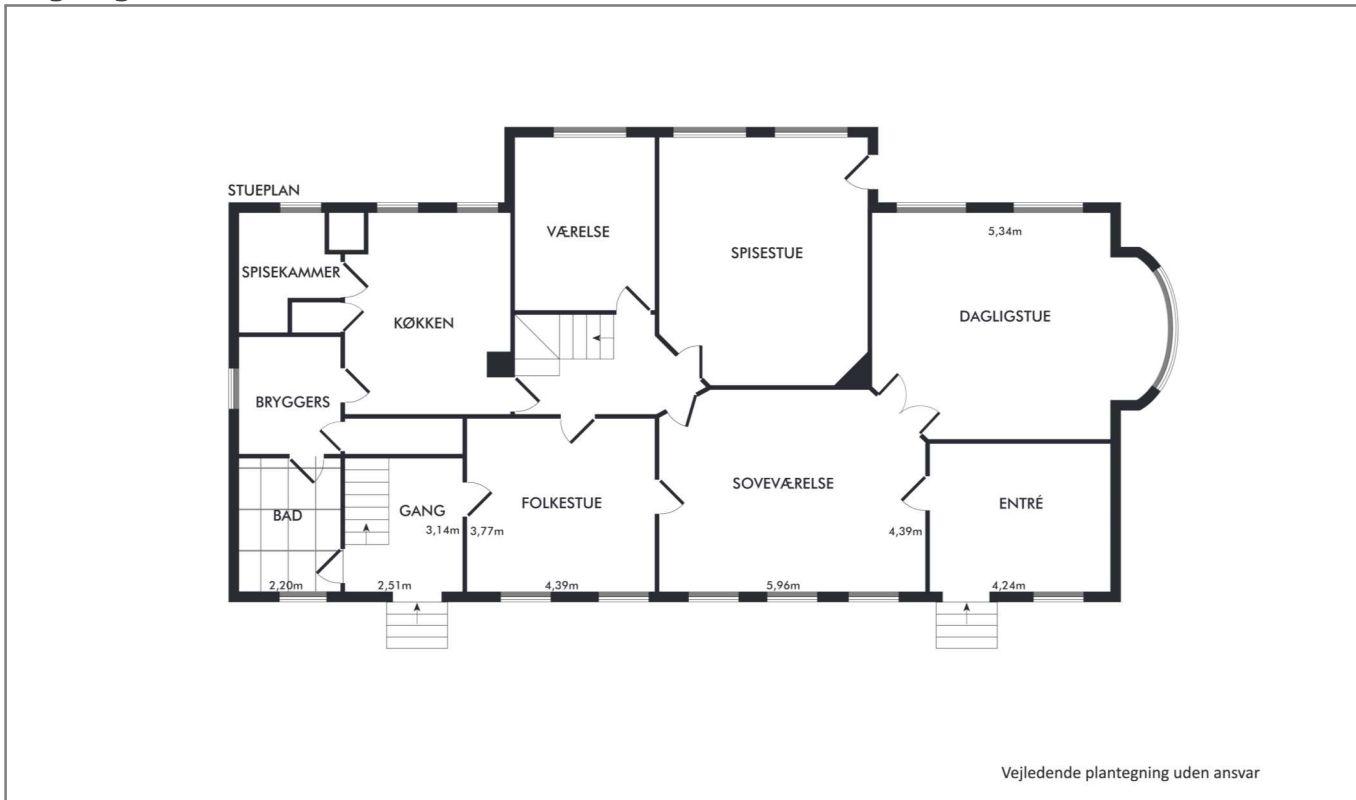 STUEPLAN
VÆRELSE
SPISESTUE
5,34m
SPISEKAMMER
KØKKEN
DAGLIGSTUE
BRYGGERS
SOVEVÆRELSE
BAD
GANG
FOLKESTUE
ENTRÉ
3,14m
3,77m
4,39m
2,20m
2,51m
4,39m
5,96m
4,24m
Vejledende plantegning uden ansvar